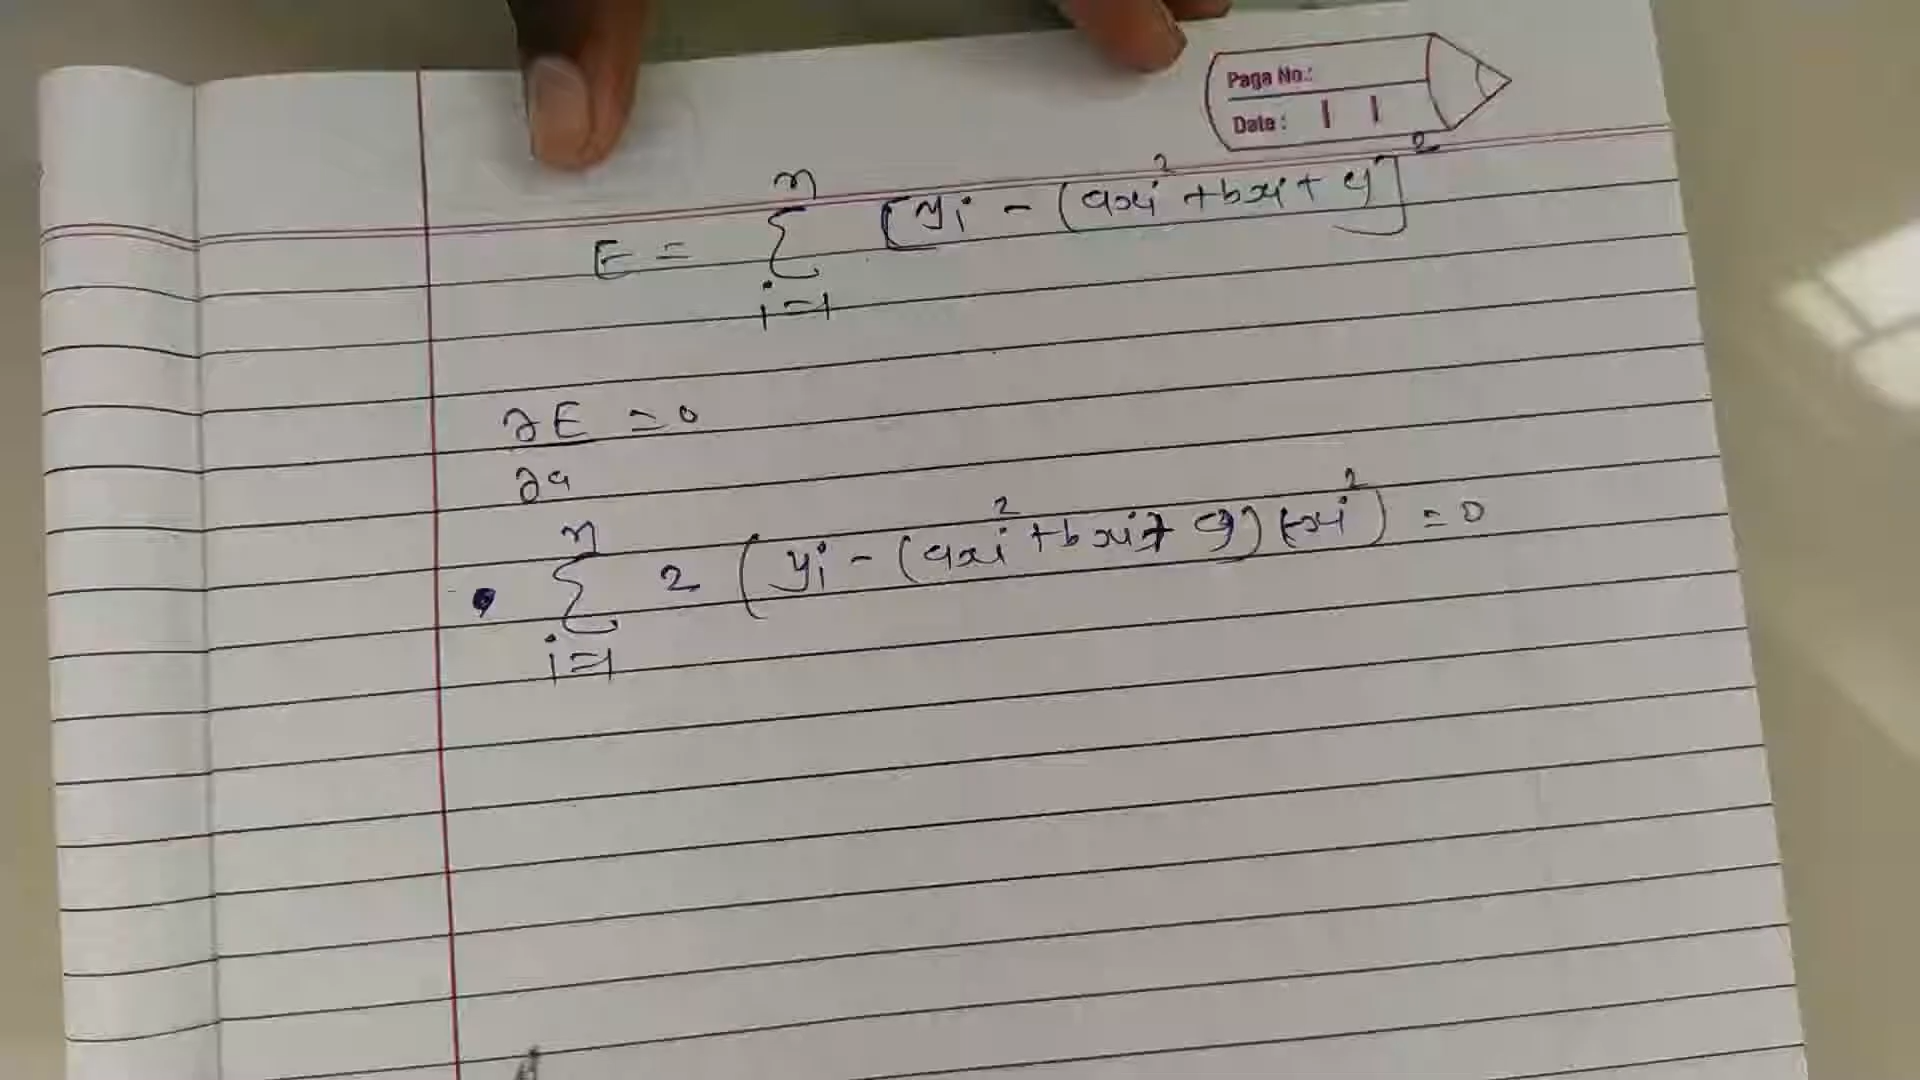 Page No.:
Date :
E = Σ_{i=1}^{n} [yi - (axi² + bxi + c)]²
∂E/∂a = 0
Σ_{i=1}^{n} 2 (yi - (axi² + bxi + c)) (-xi²) = 0